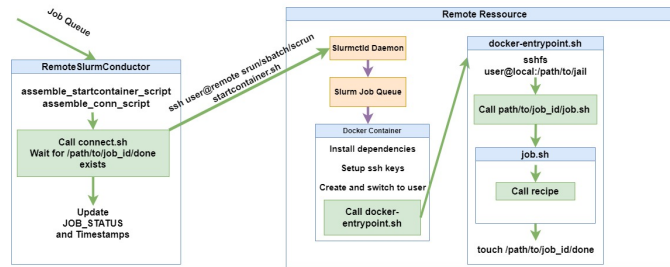 Job Queue
RemoteSlurmConductor
assemble_startcontainer_script
assemble_conn_script
Call connect.sh
Wait for /path/to/job_id/done
exists
Update
JOB_STATUS
and Timestamps
ssh user@remote srun/sbatch/scrun
startcontainer.sh
Remote Ressource
Slurmctld Daemon
Slurm Job Queue
Docker Container
Install dependencies
Setup ssh keys
Create and switch to user
Call docker-
entrypoint.sh
docker-entrypoint.sh
sshfs
user@local:/path/to/jail
Call path/to/job_id/job.sh
job.sh
Call recipe
touch /path/to/job_id/done